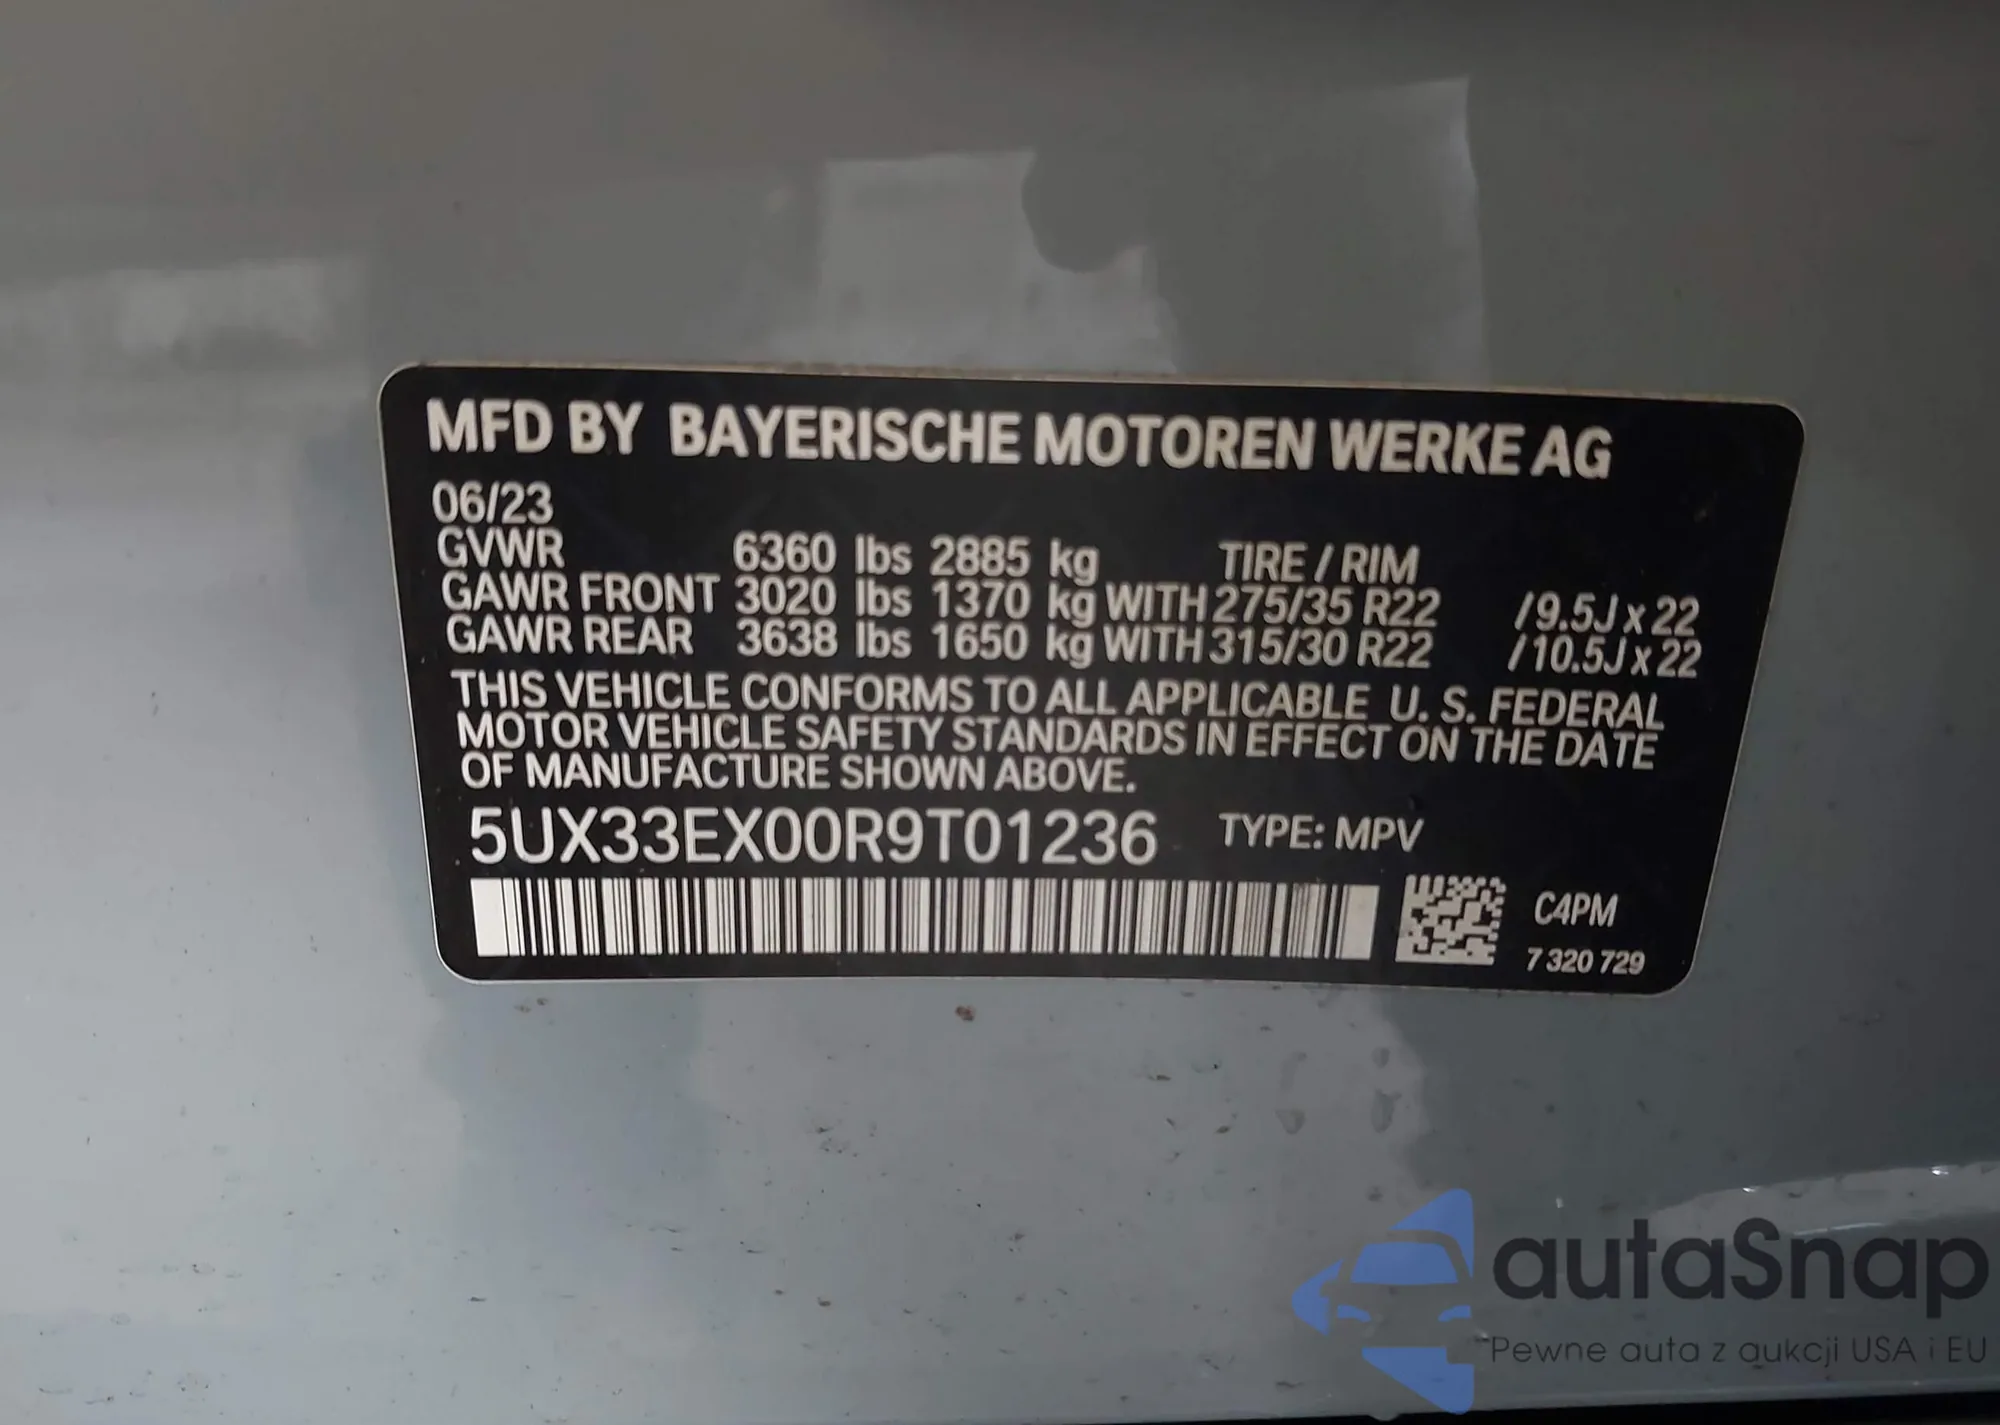 MFD BY BAYERISCHE MOTOREN WERKE AG
06/23
GVWR 6360 lbs 2885 kg TIRE / RIM
GAWR FRONT 3020 lbs 1370 kg WITH 275/35 R22 /9.5J x 22
GAWR REAR 3638 lbs 1650 kg WITH 315/30 R22 /10.5J x 22
THIS VEHICLE CONFORMS TO ALL APPLICABLE U. S. FEDERAL
MOTOR VEHICLE SAFETY STANDARDS IN EFFECT ON THE DATE
OF MANUFACTURE SHOWN ABOVE.
5UX33EX00R9T01236 TYPE: MPV
C4PM
7 320 729
autaSnap
Pewne auta z aukcji USA i EU